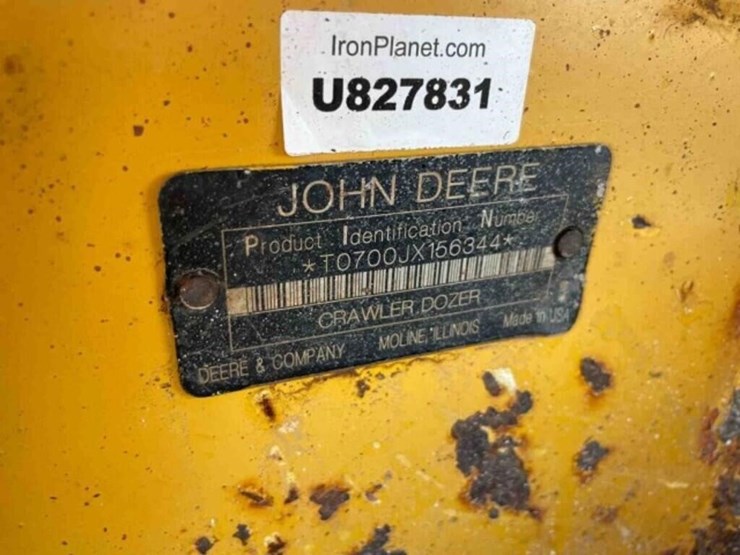 IronPlanet.com
U827831
JOHN DEERE
Product Identification Number
*T0700JX156344*
CRAWLER DOZER
DEERE & COMPANY MOLINE, ILLINOIS Made in USA